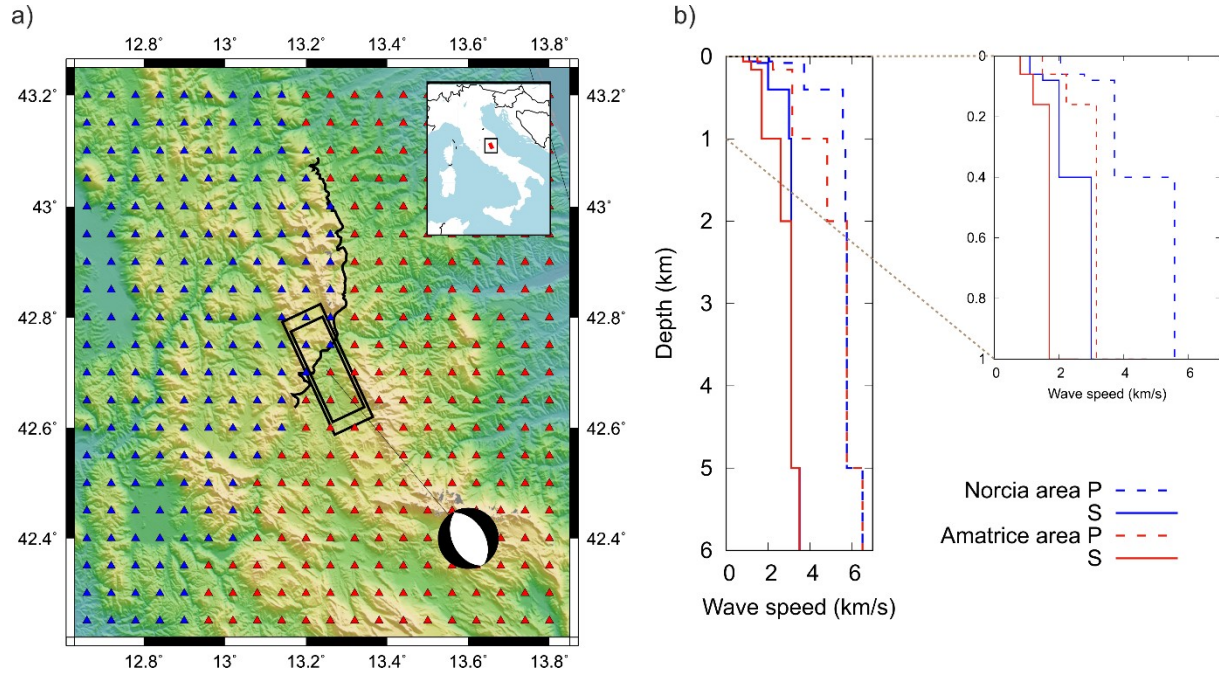 a)
12.8˚ 13˚ 13.2˚ 13.4˚ 13.6˚ 13.8˚
43.2˚ 43.2˚
43˚ 43˚
42.8˚ 42.8˚
42.6˚ 42.6˚
42.4˚ 42.4˚
12.8˚ 13˚ 13.2˚ 13.4˚ 13.6˚ 13.8˚
b)
0
1
2
3
4
5
6
Depth (km)
0 2 4 6
Wave speed (km/s)
0
0.2
0.4
0.6
0.8
1
0 2 4 6
Wave speed (km/s)
Norcia area P
S
Amatrice area P
S